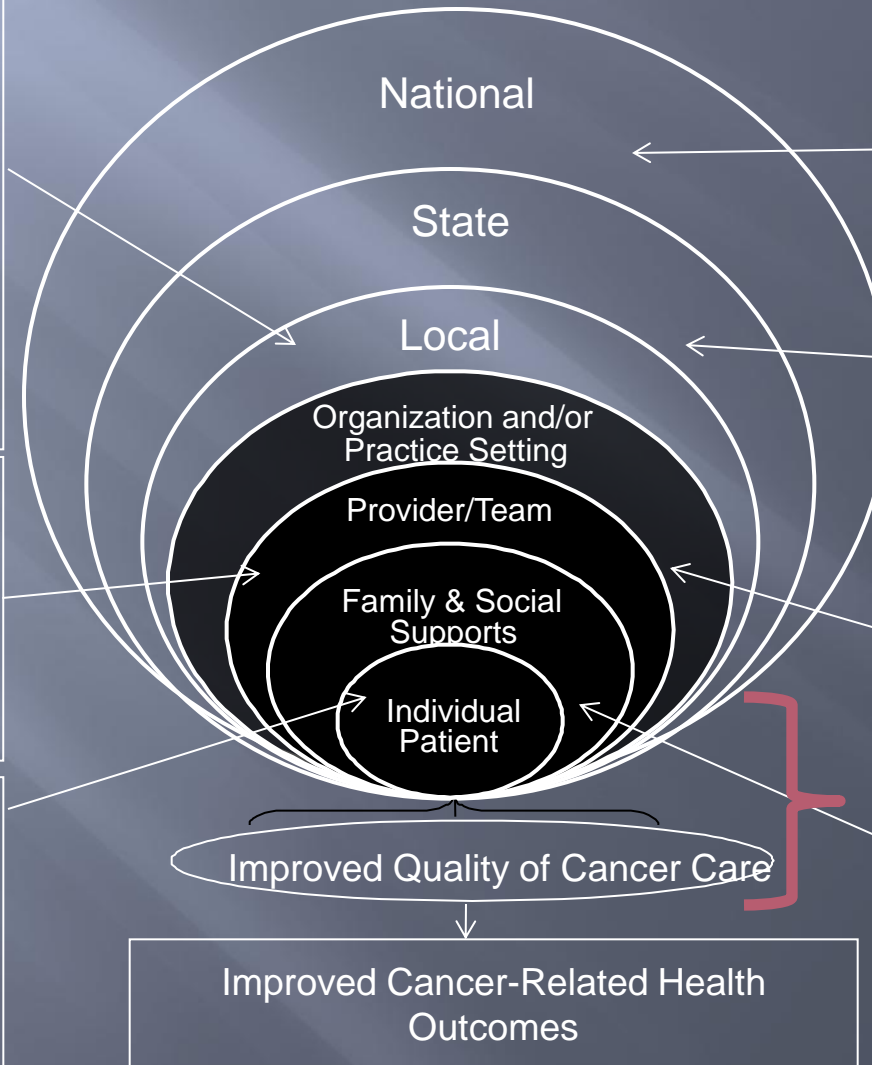 National
State
Local
Organization and/or
Practice Setting
Provider/Team
Family & Social
Supports
Individual
Patient
Improved Quality of Cancer Care
Improved Cancer-Related Health
Outcomes